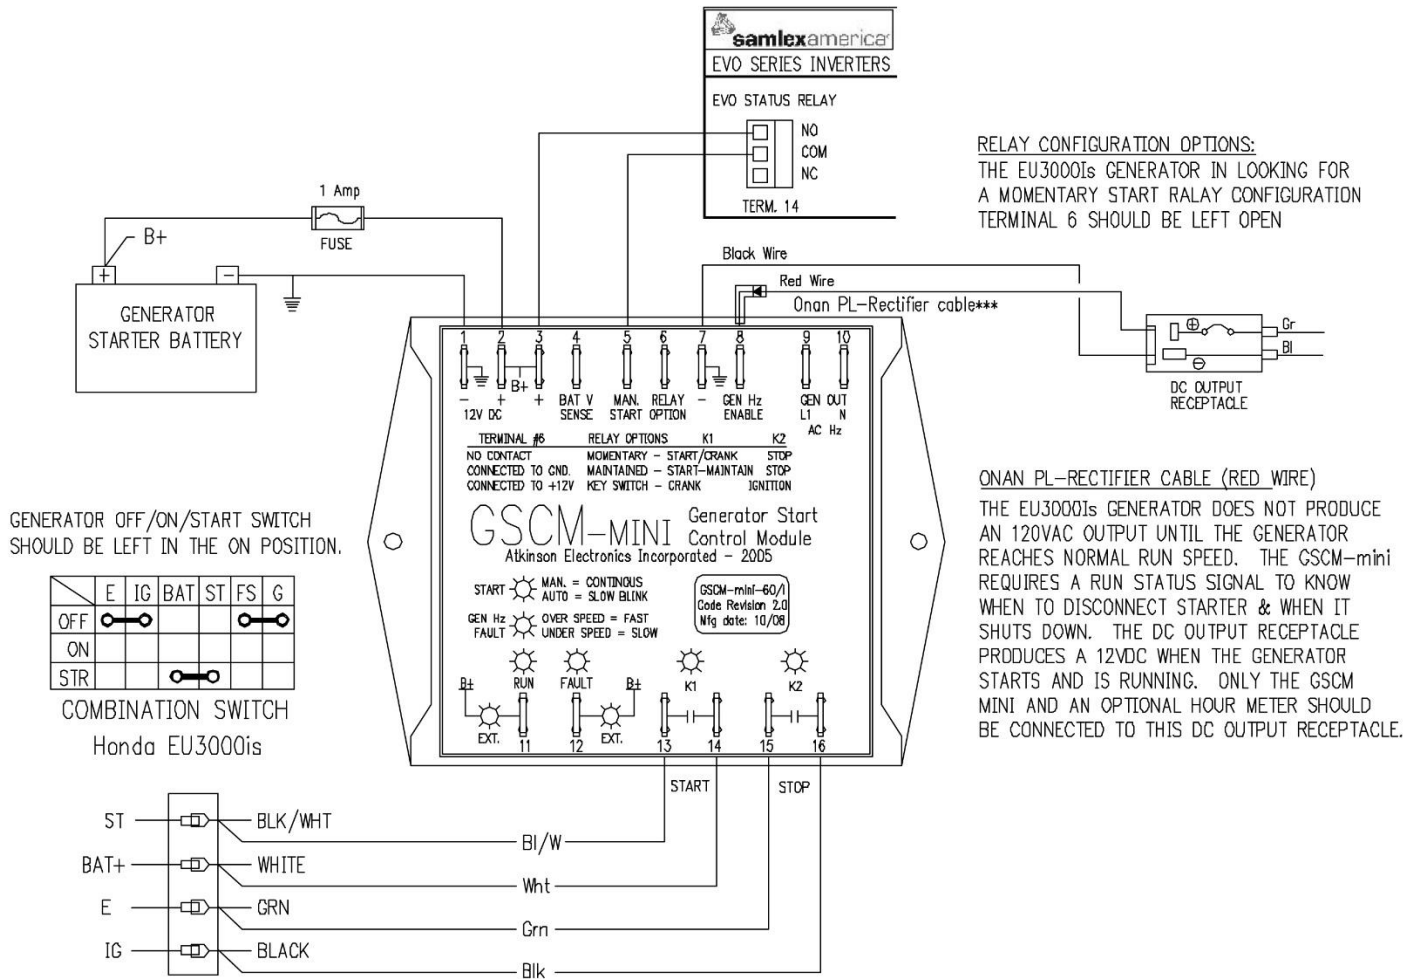 samlexamerica
EVO SERIES INVERTERS
EVO STATUS RELAY
NO
COM
NC
TERM. 14
RELAY CONFIGURATION OPTIONS:
THE EU3000Is GENERATOR IN LOOKING FOR
A MOMENTARY START RALAY CONFIGURATION
TERMINAL 6 SHOULD BE LEFT OPEN
1 Amp
FUSE
B+
+
-
GENERATOR
STARTER BATTERY
Black Wire
Red Wire
Onan PL-Rectifier cable***
Gr
Bl
DC OUTPUT
RECEPTACLE
1 2 3 4 5 6 7 8 9 10
B+
- + + BAT V MAN. RELAY - GEN Hz GEN OUT
12V DC SENSE START OPTION ENABLE L1 N
AC Hz
TERMINAL #6 RELAY OPTIONS K1 K2
NO CONTACT MOMENTARY - START/CRANK STOP
CONNECTED TO GND. MAINTAINED - START-MAINTAIN STOP
CONNECTED TO +12V KEY SWITCH - CRANK IGNITION
GSCM-MINI Generator Start
Control Module
Atkinson Electronics Incorporated - 2005
START MAN. = CONTINOUS
AUTO = SLOW BLINK
GEN Hz OVER SPEED = FAST
FAULT UNDER SPEED = SLOW
GSCM-mini-60/1
Code Revision 2.0
Mfg date: 10/08
B+ RUN FAULT B+ K1 K2
EXT. 11 12 EXT. 13 14 15 16
START STOP
ONAN PL-RECTIFIER CABLE (RED WIRE)
THE EU3000Is GENERATOR DOES NOT PRODUCE
AN 120VAC OUTPUT UNTIL THE GENERATOR
REACHES NORMAL RUN SPEED. THE GSCM-mini
REQUIRES A RUN STATUS SIGNAL TO KNOW
WHEN TO DISCONNECT STARTER & WHEN IT
SHUTS DOWN. THE DC OUTPUT RECEPTACLE
PRODUCES A 12VDC WHEN THE GENERATOR
STARTS AND IS RUNNING. ONLY THE GSCM
MINI AND AN OPTIONAL HOUR METER SHOULD
BE CONNECTED TO THIS DC OUTPUT RECEPTACLE.
GENERATOR OFF/ON/START SWITCH
SHOULD BE LEFT IN THE ON POSITION.
E IG BAT ST FS G
OFF
ON
STR
COMBINATION SWITCH
Honda EU3000is
ST BLK/WHT Bl/W
BAT+ WHITE Wht
E GRN Grn
IG BLACK Blk